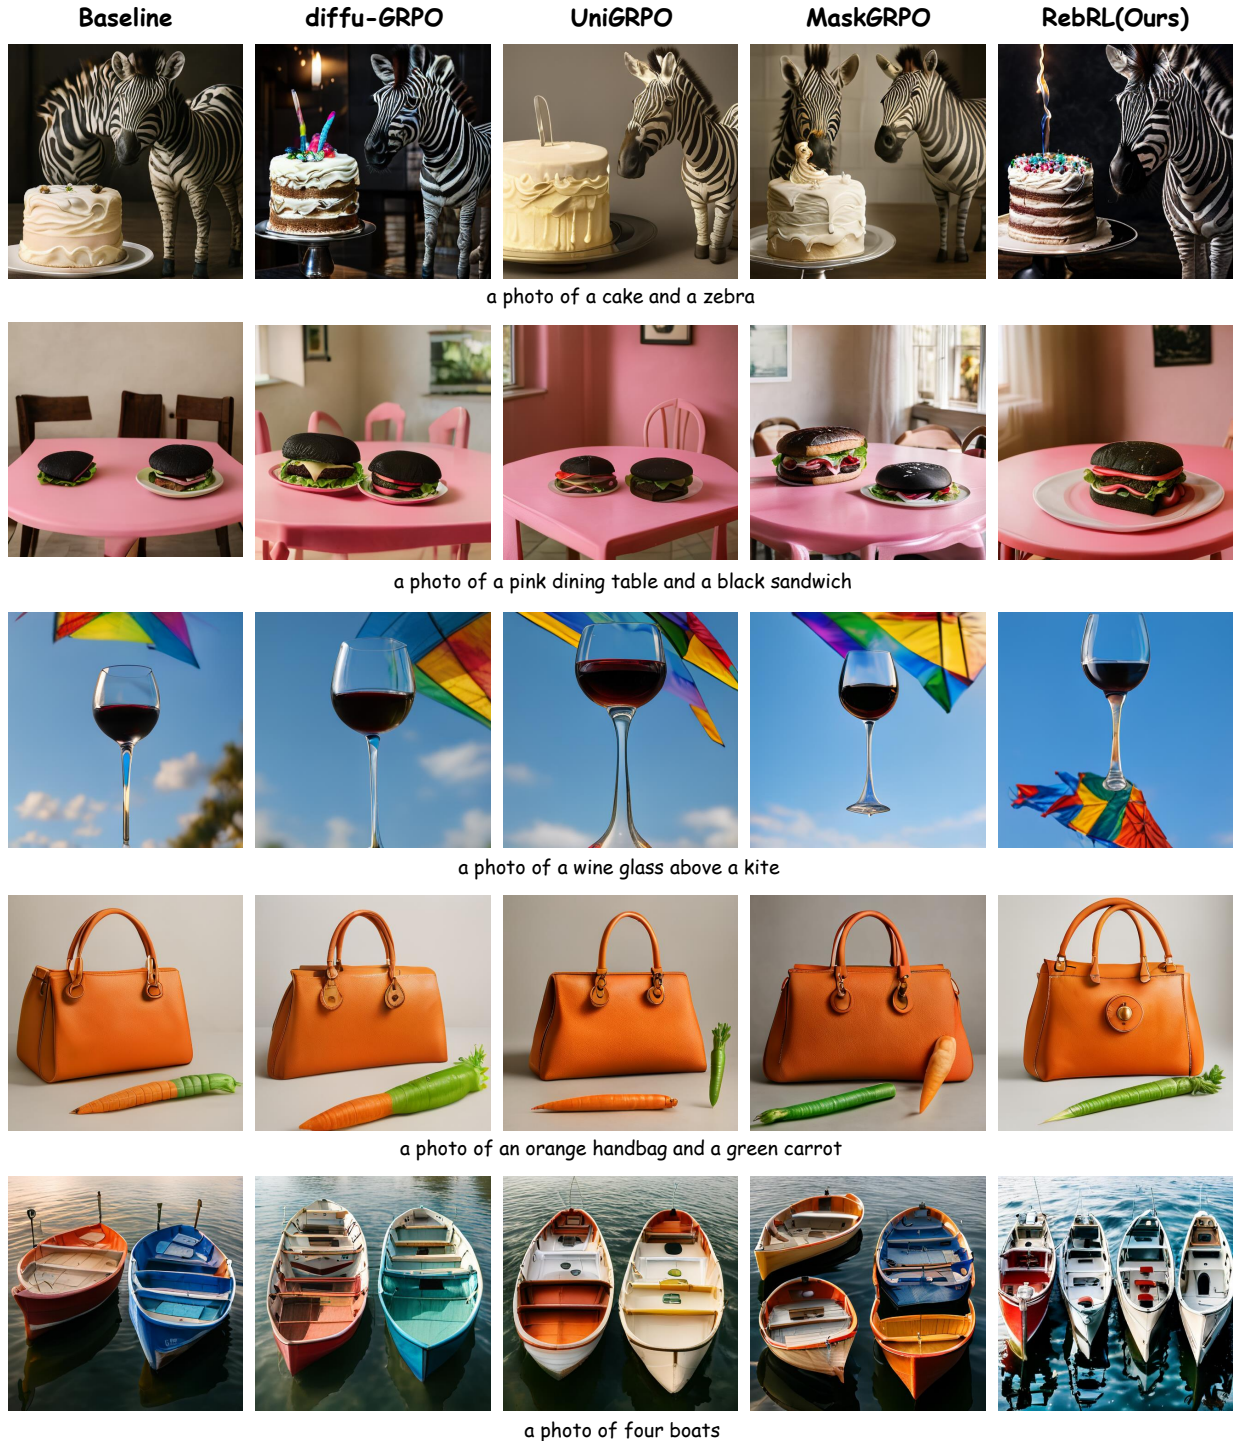 Baseline diffu-GRPO UniGRPO MaskGRPO RebRL(Ours)
a photo of a cake and a zebra
a photo of a pink dining table and a black sandwich
a photo of a wine glass above a kite
a photo of an orange handbag and a green carrot
a photo of four boats